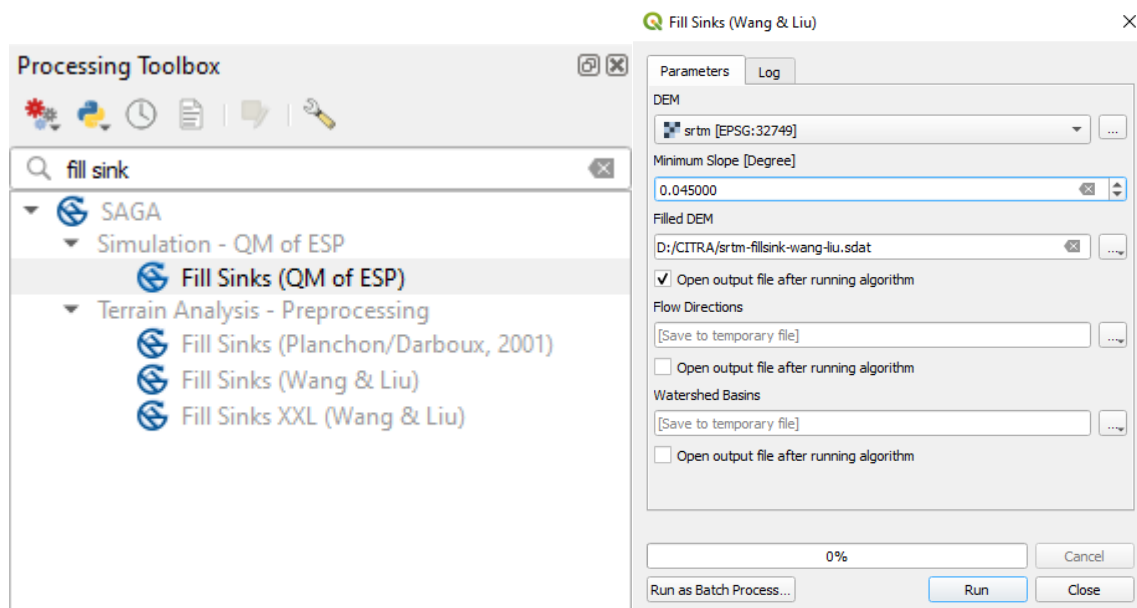 Processing Toolbox
fill sink
SAGA
Simulation - QM of ESP
Fill Sinks (QM of ESP)
Terrain Analysis - Preprocessing
Fill Sinks (Planchon/Darboux, 2001)
Fill Sinks (Wang & Liu)
Fill Sinks XXL (Wang & Liu)
Fill Sinks (Wang & Liu)
Parameters Log
DEM
srtm [EPSG:32749]
...
Minimum Slope [Degree]
0.045000
Filled DEM
D:/CITRA/srtm-fillsink-wang-liu.sdat
...
Open output file after running algorithm
Flow Directions
[Save to temporary file]
...
Open output file after running algorithm
Watershed Basins
[Save to temporary file]
...
Open output file after running algorithm
0% Cancel
Run as Batch Process... Run Close